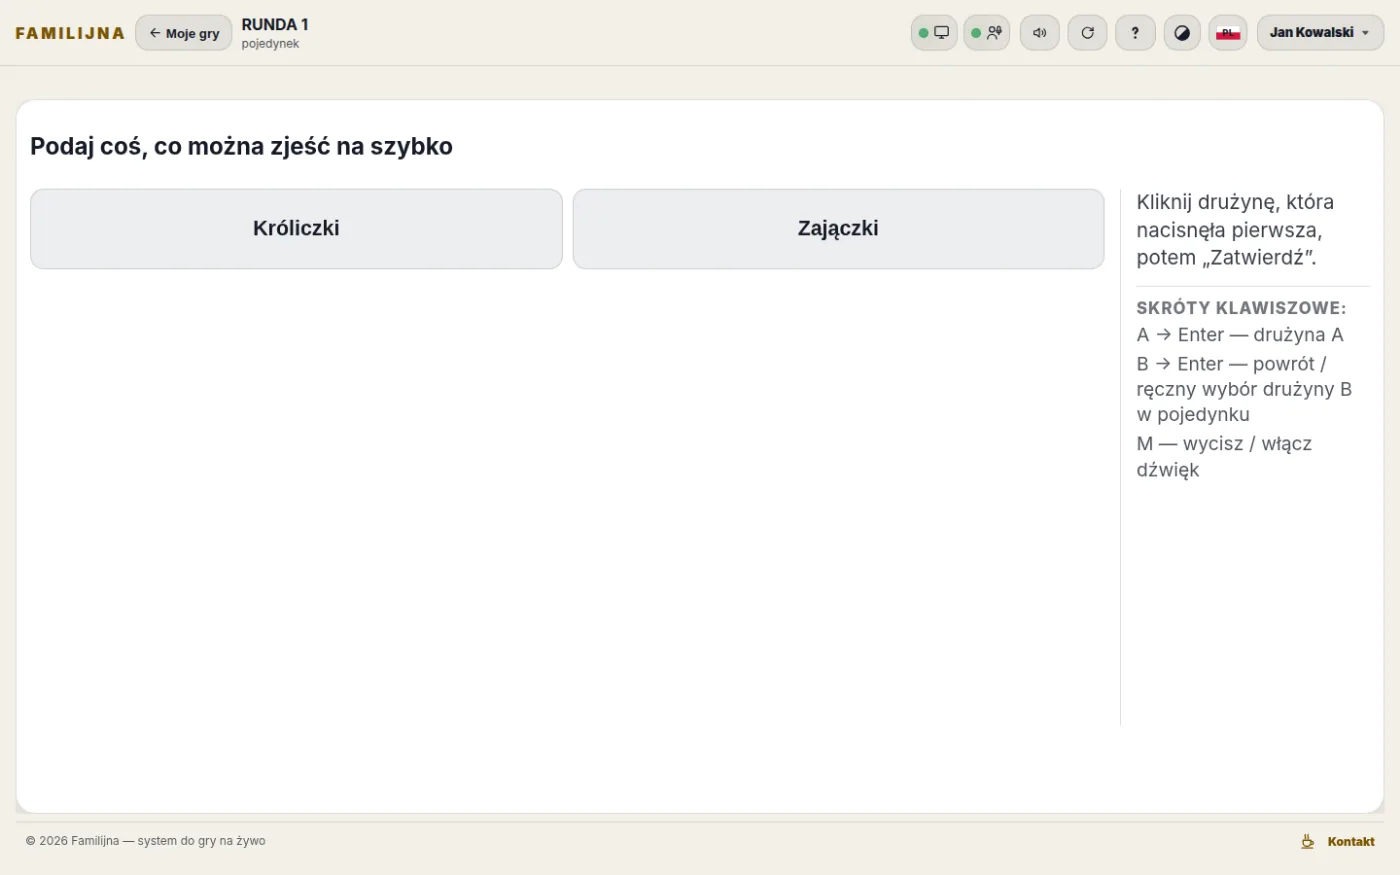 FAMILIJNA
← Moje gry
RUNDA 1
pojedynek
?
PL
Jan Kowalski
Podaj coś, co można zjeść na szybko
Króliczki
Zajączki
Kliknij drużynę, która
nacisnęła pierwsza,
potem „Zatwierdź”.
SKRÓTY KLAWISZOWE:
A → Enter — drużyna A
B → Enter — powrót /
ręczny wybór drużyny B
w pojedynku
M — wycisz / włącz
dźwięk
© 2026 Familijna — system do gry na żywo
Kontakt